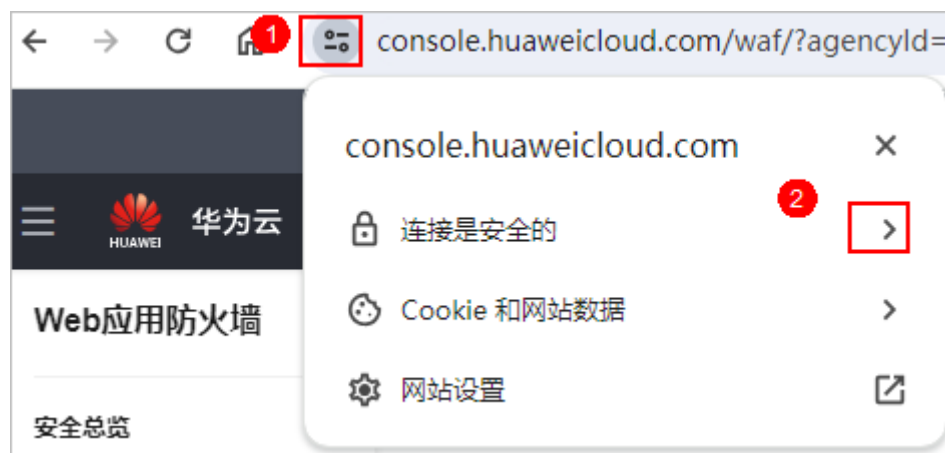 1
console.huaweicloud.com/waf/?agencyId=
console.huaweicloud.com
2
HUAWEI
华为云
连接是安全的
Web应用防火墙
Cookie 和网站数据
网站设置
安全总览